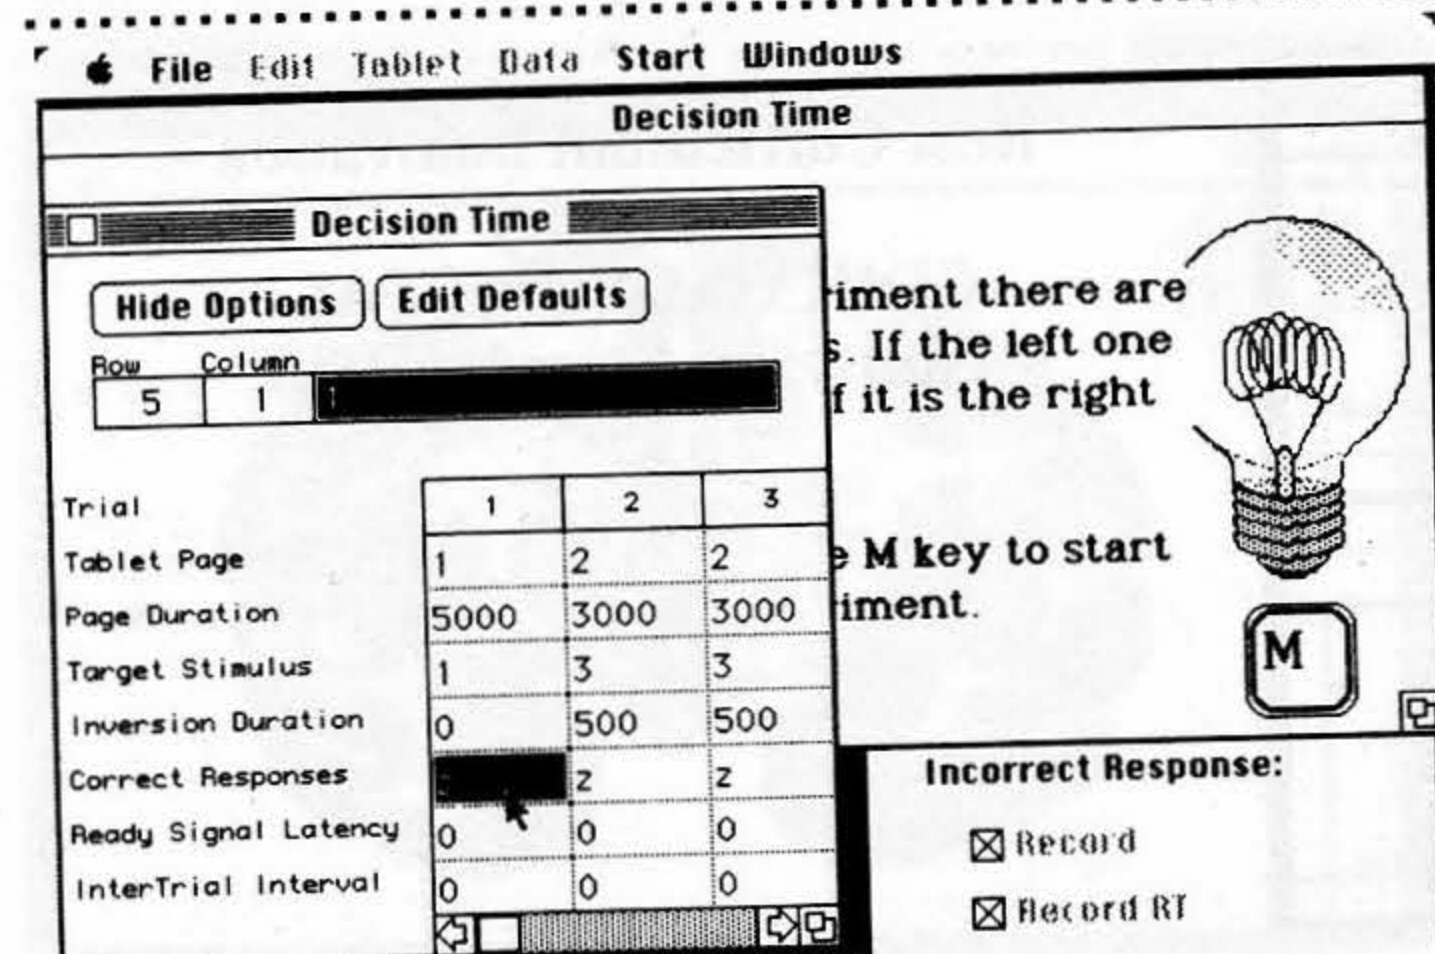 File Edit Tablet Data Start Windows
Decision Time
Decision Time
Hide Options Edit Defaults
Row Column
5 1
Trial 1 2 3
Tablet Page 1 2 2
Page Duration 5000 3000 3000
Target Stimulus 1 3 3
Inversion Duration 0 500 500
Correct Responses z z
Ready Signal Latency 0 0 0
InterTrial Interval 0 0 0
iment there are
s. If the left one
f it is the right
e M key to start
iment.
M
Incorrect Response:
Record
Record RT